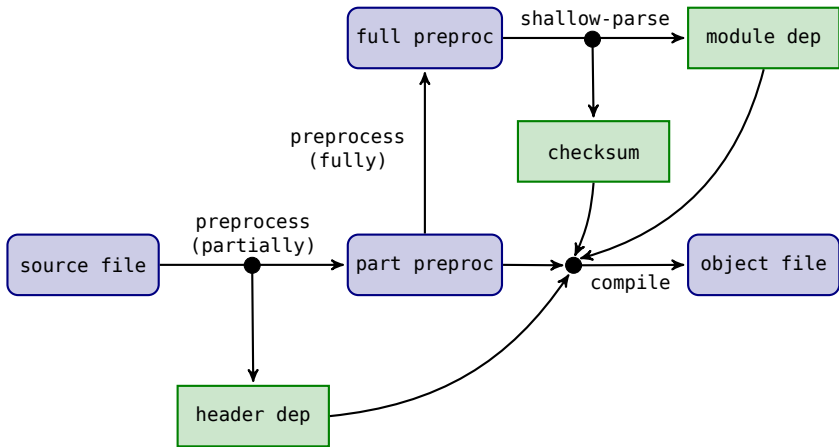 shallow-parse
full preproc
module dep
preprocess
(fully)
checksum
preprocess
(partially)
source file
part preproc
object file
compile
header dep